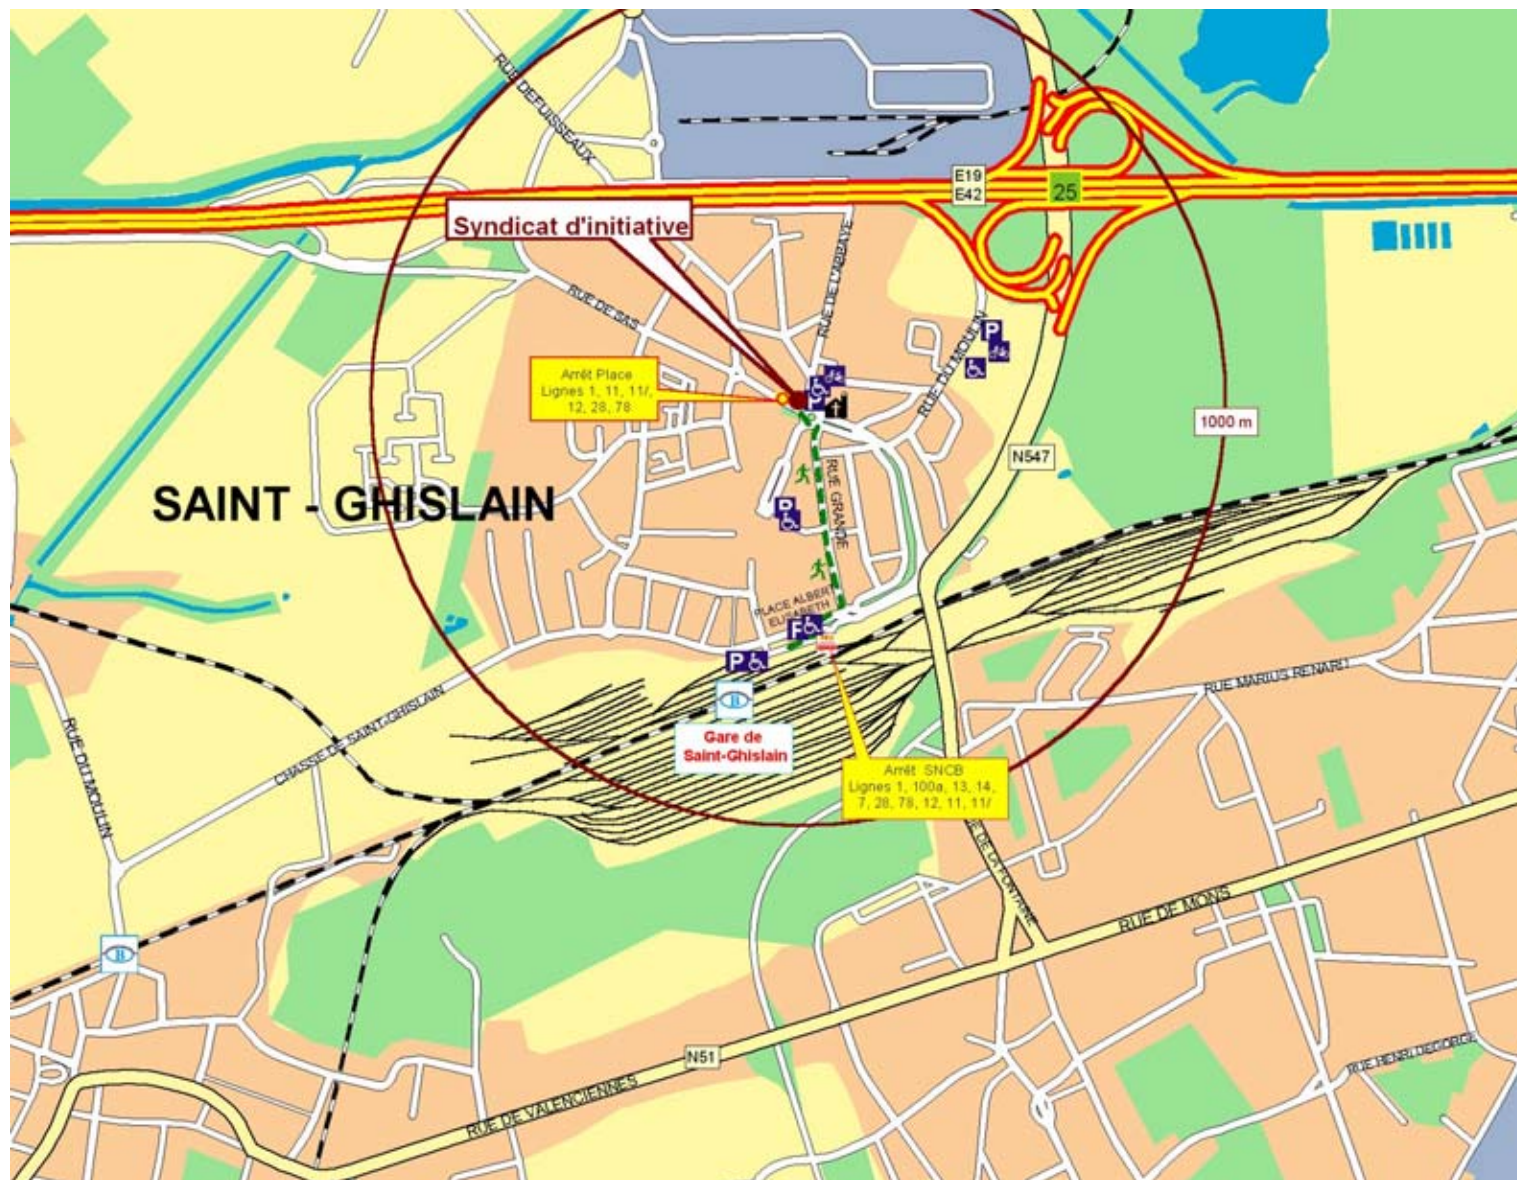 RUE DEFUISSEAUX
E19
E42
25
Syndicat d'initiative
RUE DE L'ABBAYE
RUE DE SAS
RUE DU MOULIN
P
Arrêt Place
Lignes 1, 11, 11/,
12, 28, 78
1000 m
N547
SAINT - GHISLAIN
RUE GRANDE
P
PLACE ALBERT
ELISABETH
P
P
B
Gare de
Saint-Ghislain
RUE MARIUS RENARD
CHASSE DE SAINT-GHISLAIN
RUE DU MOULIN
Arrêt SNCB
Lignes 1, 100a, 13, 14,
7, 28, 78, 12, 11, 11/
DE LA FONTAINE
RUE DE MONS
B
N51
RUE HENRI DEGORGE
RUE DE VALENCIENNES